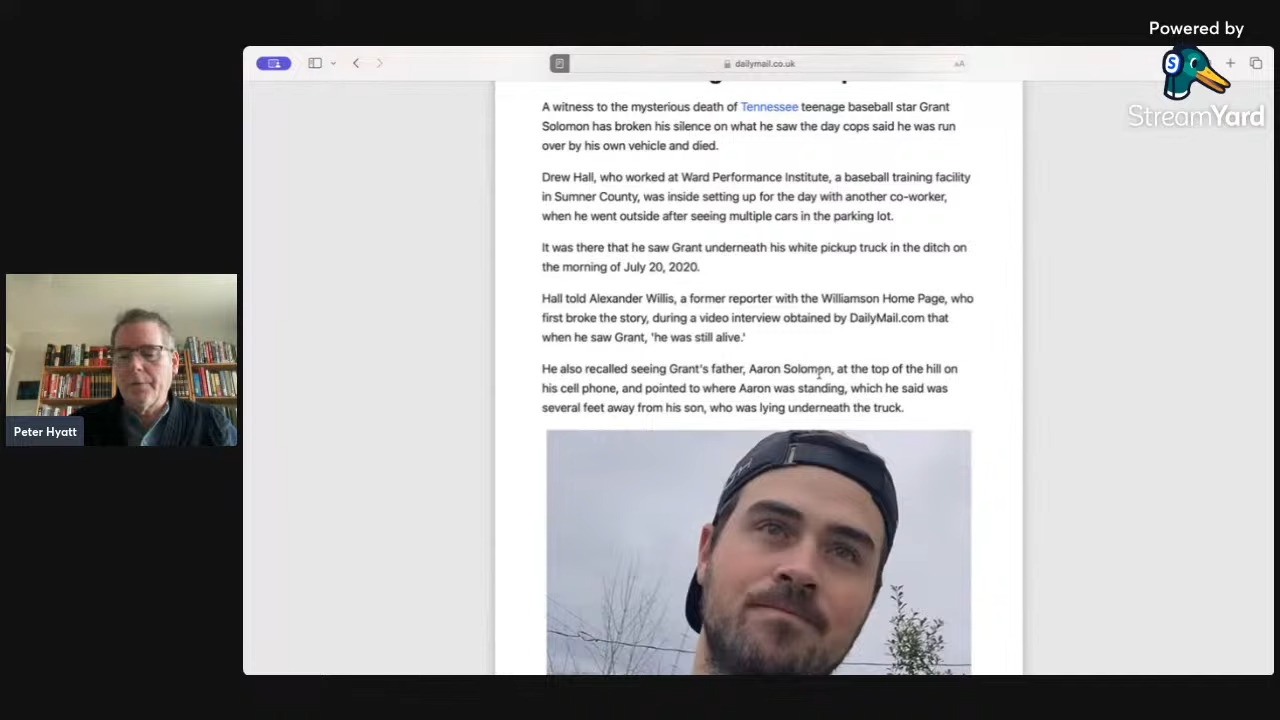 Powered by
StreamYard
dailymail.co.uk
AA
A witness to the mysterious death of Tennessee teenage baseball star Grant
Solomon has broken his silence on what he saw the day cops said he was run
over by his own vehicle and died.
Drew Hall, who worked at Ward Performance Institute, a baseball training facility
in Sumner County, was inside setting up for the day with another co-worker,
when he went outside after seeing multiple cars in the parking lot.
It was there that he saw Grant underneath his white pickup truck in the ditch on
the morning of July 20, 2020.
Hall told Alexander Willis, a former reporter with the Williamson Home Page, who
first broke the story, during a video interview obtained by DailyMail.com that
when he saw Grant, 'he was still alive.'
He also recalled seeing Grant's father, Aaron Solomon, at the top of the hill on
his cell phone, and pointed to where Aaron was standing, which he said was
several feet away from his son, who was lying underneath the truck.
Peter Hyatt